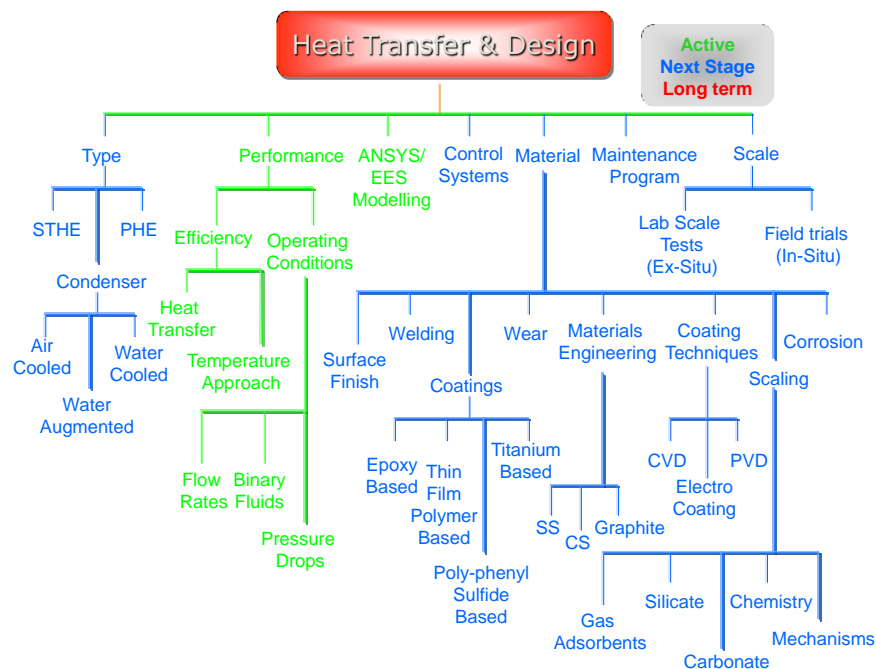 Heat Transfer & Design
Active
Next Stage
Long term
Type
Performance
ANSYS/
EES
Modelling
Control
Systems
Material
Maintenance
Program
Scale
STHE
PHE
Efficiency
Operating
Conditions
Lab Scale
Tests
(Ex-Situ)
Field trials
(In-Situ)
Condenser
Heat
Transfer
Temperature
Approach
Air
Cooled
Water
Cooled
Water
Augmented
Surface
Finish
Welding
Coatings
Wear
Materials
Engineering
Coating
Techniques
Scaling
Corrosion
Flow
Rates
Binary
Fluids
Pressure
Drops
Epoxy
Based
Thin
Film
Polymer
Based
Poly-phenyl
Sulfide
Based
Titanium
Based
SS
CS
Graphite
CVD
Electro
Coating
PVD
Gas
Adsorbents
Silicate
Carbonate
Chemistry
Mechanisms